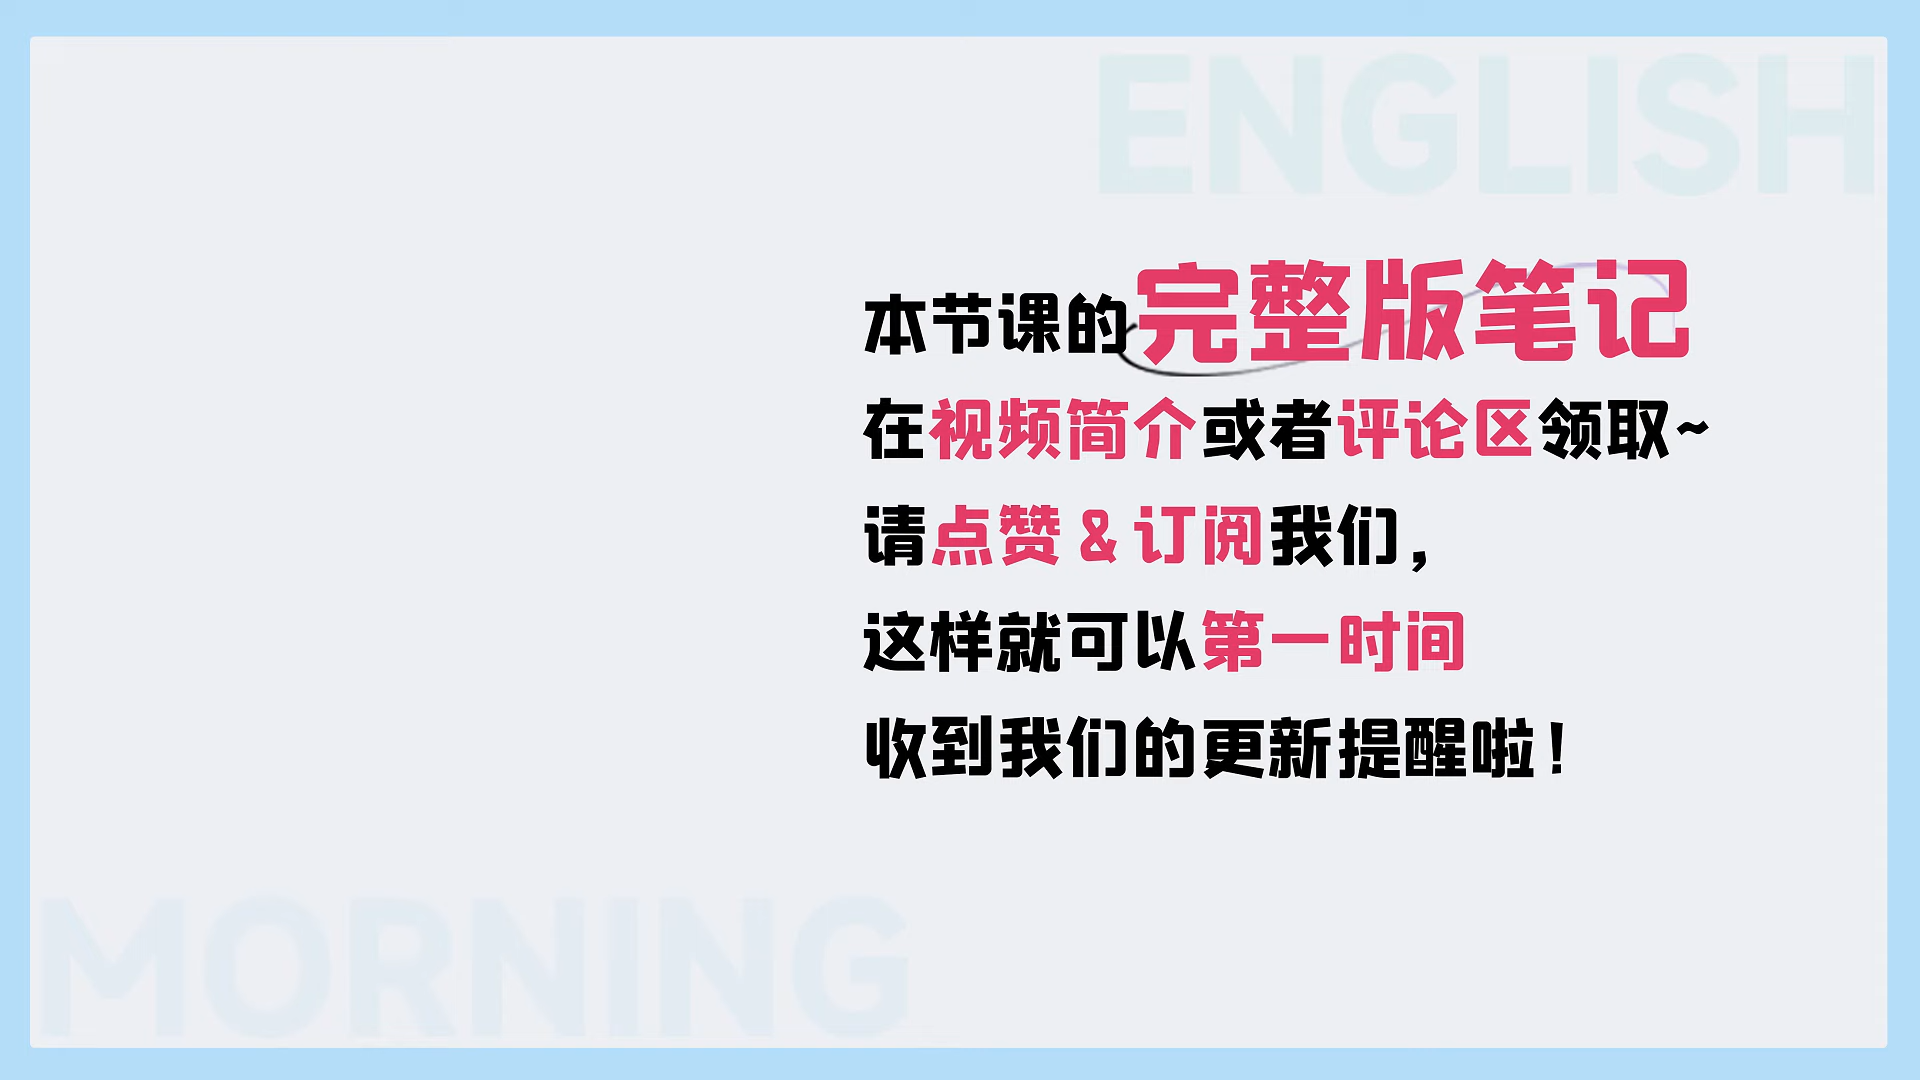 ENGLISH
本节课的完整版笔记
在视频简介或者评论区领取~
请点赞&订阅我们，
这样就可以第一时间
收到我们的更新提醒啦！
MORNING